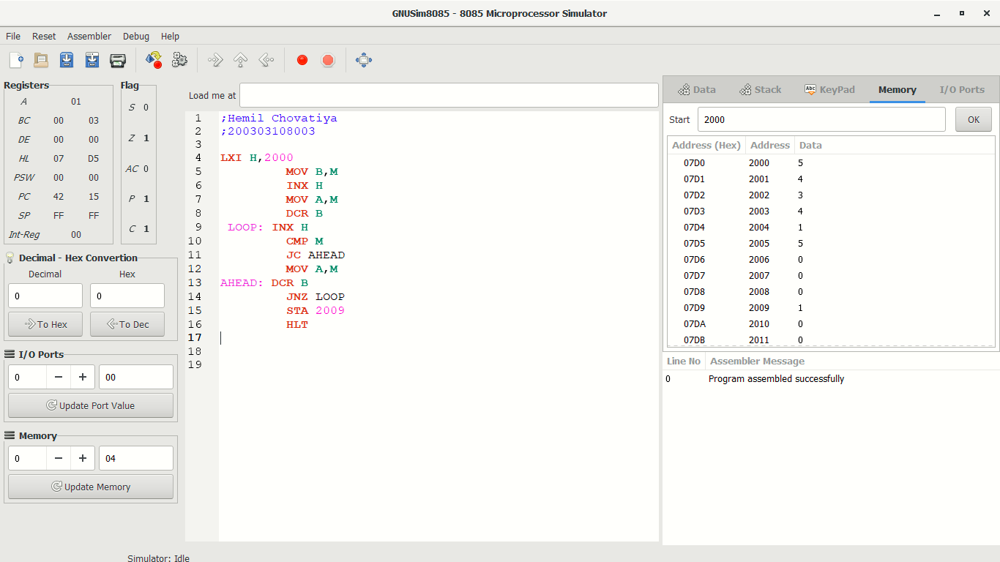 GNUSim8085 - 8085 Microprocessor Simulator
File Reset Assembler Debug Help
Registers
A 01
BC 00 03
DE 00 00
HL 07 D5
PSW 00 00
PC 42 15
SP FF FF
Int-Reg 00
Flag
S 0
Z 1
AC 0
P 1
C 1
Decimal - Hex Convertion
Decimal Hex
0 0
To Hex To Dec
I/O Ports
0 00
Update Port Value
Memory
0 04
Update Memory
Load me at
1 ;Hemil Chovatiya
2 ;200303108003
3
4 LXI H,2000
5 MOV B,M
6 INX H
7 MOV A,M
8 DCR B
9 LOOP: INX H
10 CMP M
11 JC AHEAD
12 MOV A,M
13 AHEAD: DCR B
14 JNZ LOOP
15 STA 2009
16 HLT
17
18
19
Data Stack Abc KeyPad Memory I/O Ports
Start 2000 OK
Address (Hex) Address Data
07D0 2000 5
07D1 2001 4
07D2 2002 3
07D3 2003 4
07D4 2004 1
07D5 2005 5
07D6 2006 0
07D7 2007 0
07D8 2008 0
07D9 2009 1
07DA 2010 0
07DB 2011 0
Line No Assembler Message
0 Program assembled successfully
Simulator: Idle